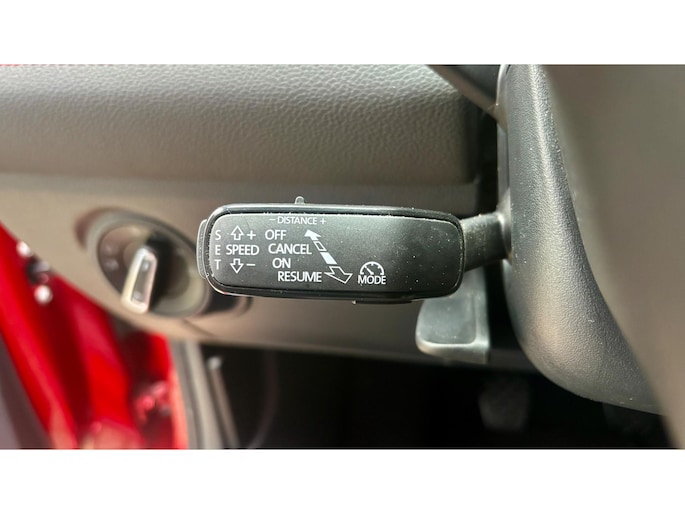 − DISTANCE +
S + OFF
E SPEED CANCEL
ON
T − RESUME
MODE